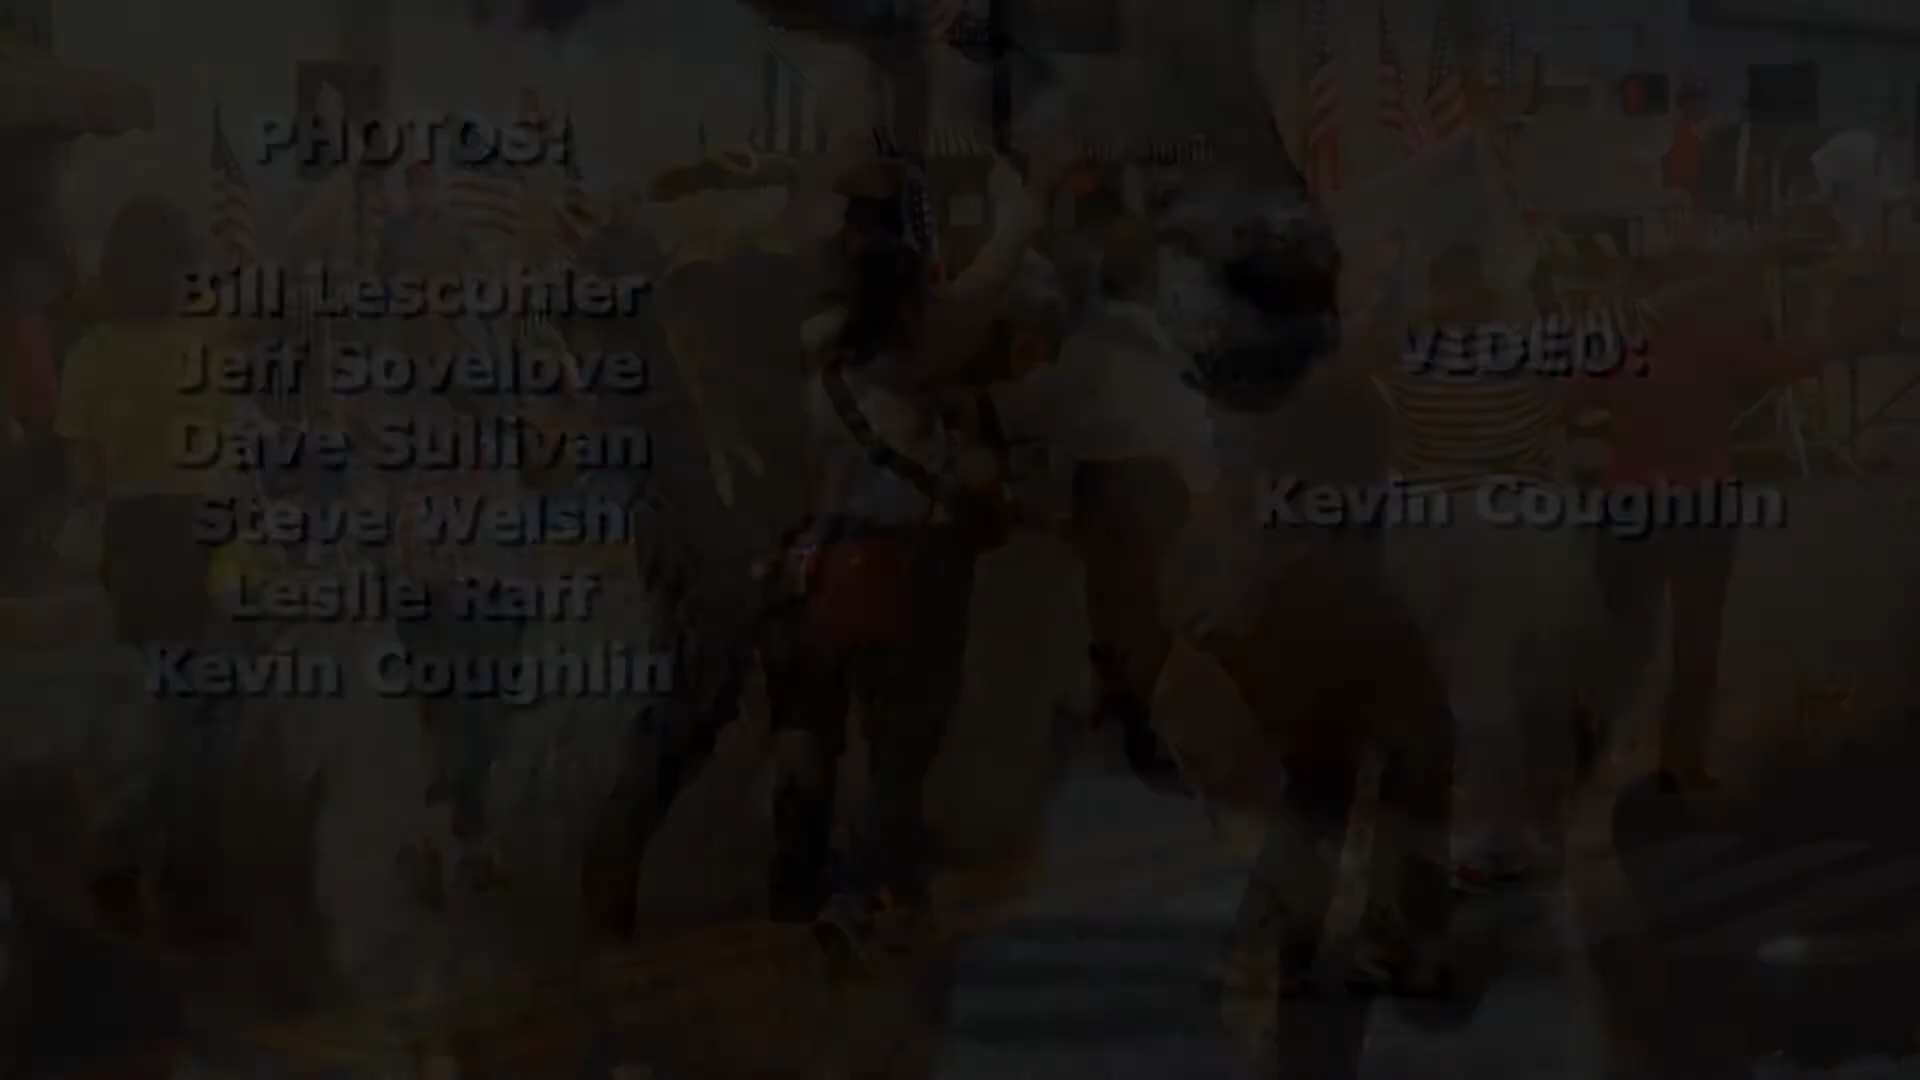 PHOTOS:
Bill Lescohier
Jeff Sovelove
Dave Sullivan
Steve Welsh
Leslie Raff
Kevin Coughlin
VIDEO:
Kevin Coughlin